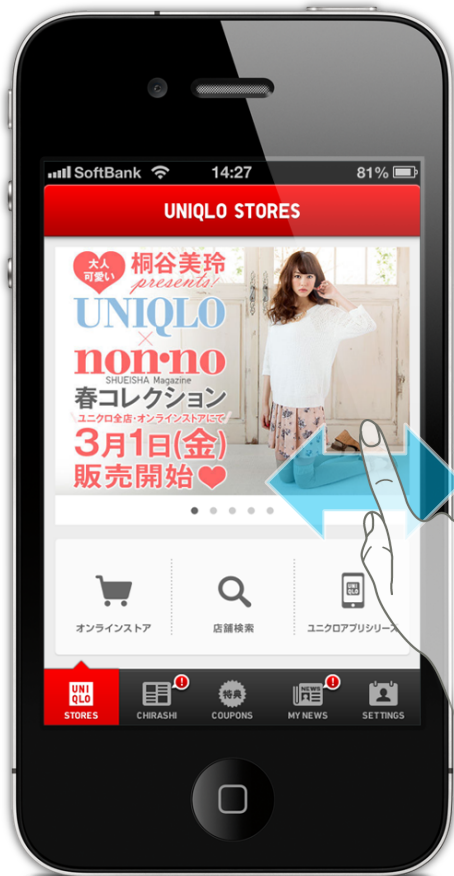 SoftBank 14:27 81%
UNIQLO STORES
大人
可愛い
桐谷美玲
presents!
UNIQLO
×
non•no
SHUEISHA Magazine
春コレクション
ユニクロ全店・オンラインストアにて
3月1日(金)
販売開始♥
オンラインストア 店舗検索 UNI QLO ユニクロアプリシリーズ
UNI
QLO
STORES
CHIRASHI
特典
COUPONS
NEWS
MY NEWS
SETTINGS